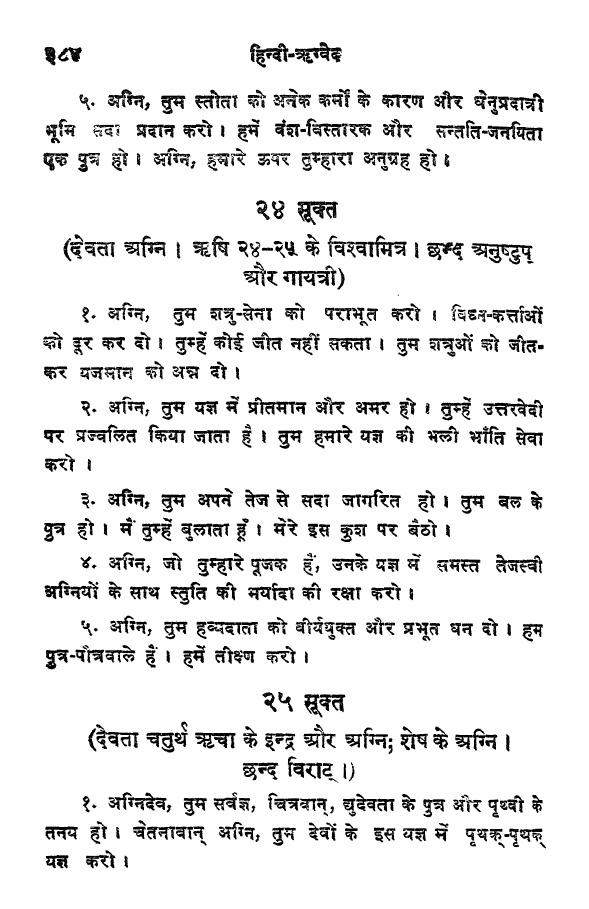 ३८४ हिन्दी-ऋग्वेद
५. अग्नि, तुम स्तोता को अनेक कर्मों के कारण और धेनुप्रदात्री
भूमि सदा प्रदान करो। हमें वंश-विस्तारक और सन्तति-जनयिता
एक पुत्र हो। अग्नि, हमारे ऊपर तुम्हारा अनुग्रह हो।
२४ सूक्त
(देवता अग्नि। ऋषि २४-२५ के विश्वामित्र। छन्द अनुष्टुप्
और गायत्री)
१. अग्नि, तुम शत्रु-सेना को पराभूत करो। विघ्न-कर्त्ताओं
को दूर कर दो। तुम्हें कोई जीत नहीं सकता। तुम शत्रुओं को जीत-
कर यजमान को अन्न दो।
२. अग्नि, तुम यज्ञ में प्रीतमान और अमर हो। तुम्हें उत्तरवेदी
पर प्रज्वलित किया जाता है। तुम हमारे यज्ञ की भली भाँति सेवा
करो।
३. अग्नि, तुम अपने तेज से सदा जागरित हो। तुम बल के
पुत्र हो। मैं तुम्हें बुलाता हूँ। मेरे इस कुश पर बैठो।
४. अग्नि, जो तुम्हारे पूजक हैं, उनके यज्ञ में समस्त तेजस्वी
अग्नियों के साथ स्तुति की मर्यादा की रक्षा करो।
५. अग्नि, तुम हव्यदाता को वीर्ययुक्त और प्रभूत धन दो। हम
पुत्र-पौत्रवाले हैं। हमें तीक्ष्ण करो।
२५ सूक्त
(देवता चतुर्थ ऋचा के इन्द्र और अग्नि; शेष के अग्नि।
छन्द विराट्।)
१. अग्निदेव, तुम सर्वज्ञ, चित्रवान्, द्युदेवता के पुत्र और पृथ्वी के
तनय हो। चेतनावान् अग्नि, तुम देवों के इस यज्ञ में पृथक्-पृथक्
यज्ञ करो।